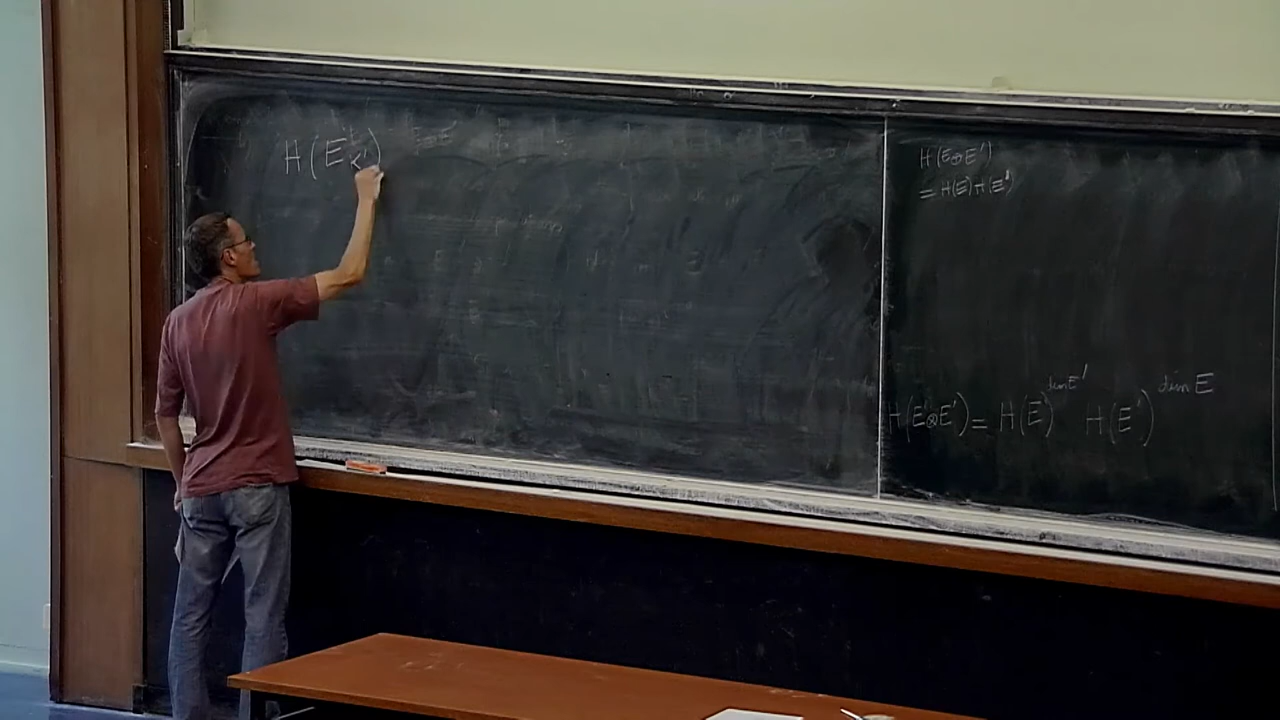 H(E
H(E⊕E')
= H(E)H(E')
H(E⊗E') = H(E)^{dim E'} H(E')^{dim E}